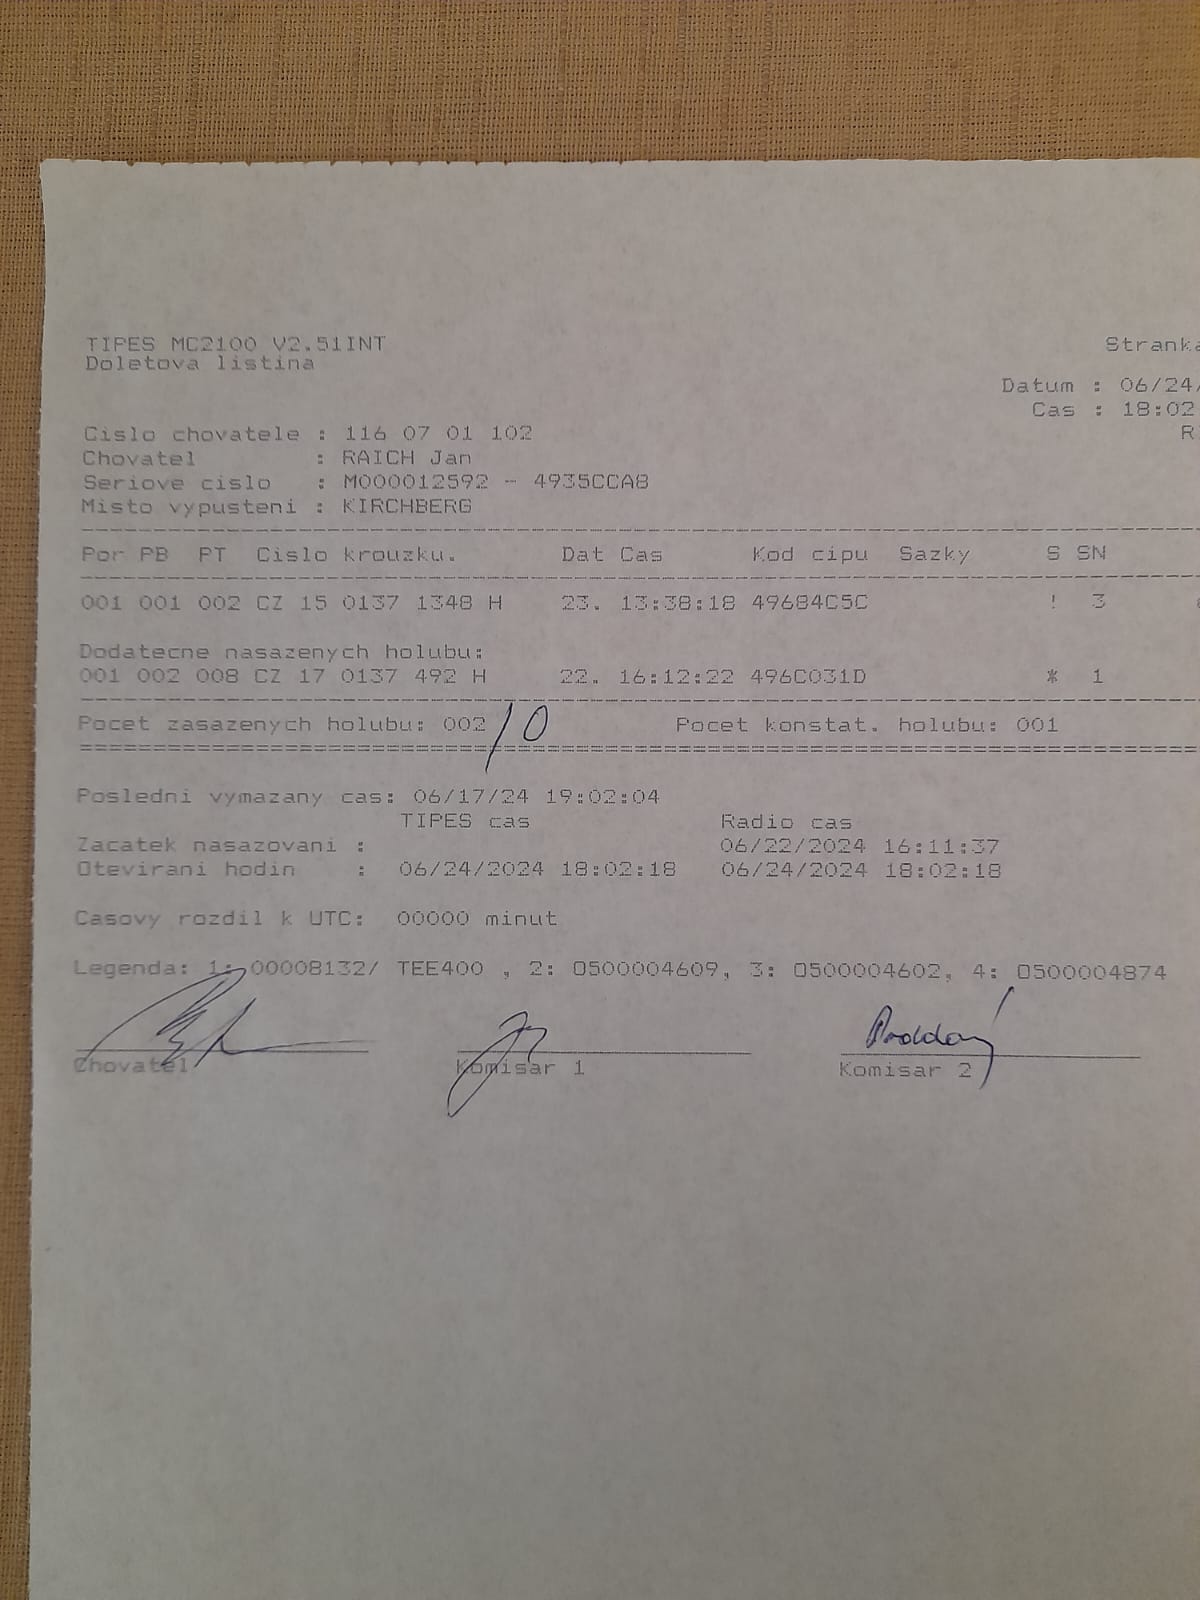 TIPES MC2100 V2.51INT Stranka
Doletova listina
Datum : 06/24/
Cas : 18:02
Cislo chovatele : 116 07 01 102 R
Chovatel : RAICH Jan
Seriove cislo : M000012592 - 4935CCA8
Misto vypusteni : KIRCHBERG
Por PB PT Cislo krouzku. Dat Cas Kod cipu Sazky S SN
001 001 002 CZ 15 0137 1348 H 23. 13:38:18 49684C5C ! 3
Dodatecne nasazenych holubu:
001 002 008 CZ 17 0137 492 H 22. 16:12:22 496C031D * 1
Pocet zasazenych holubu: 002 / 0 Pocet konstat. holubu: 001
Posledni vymazany cas: 06/17/24 19:02:04
TIPES cas Radio cas
Zacatek nasazovani : 06/22/2024 16:11:37
Otevirani hodin : 06/24/2024 18:02:18 06/24/2024 18:02:18
Casovy rozdil k UTC: 00000 minut
Legenda: 1: 00008132/ TEE400 , 2: 0500004609, 3: 0500004602, 4: 0500004874
Chovatel Komisar 1 Komisar 2